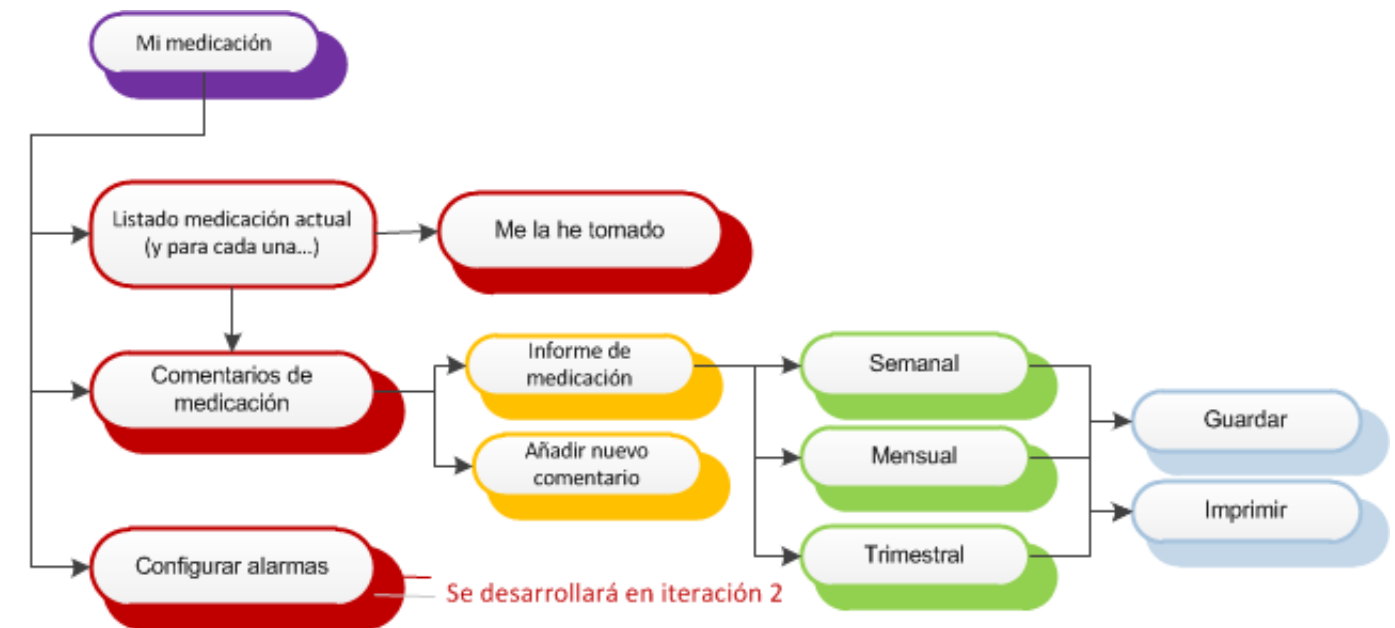 Mi medicación
Listado medicación actual
(y para cada una...)
Me la he tomado
Comentarios de
medicación
Informe de
medicación
Añadir nuevo
comentario
Semanal
Mensual
Trimestral
Guardar
Imprimir
Configurar alarmas
Se desarrollará en iteración 2